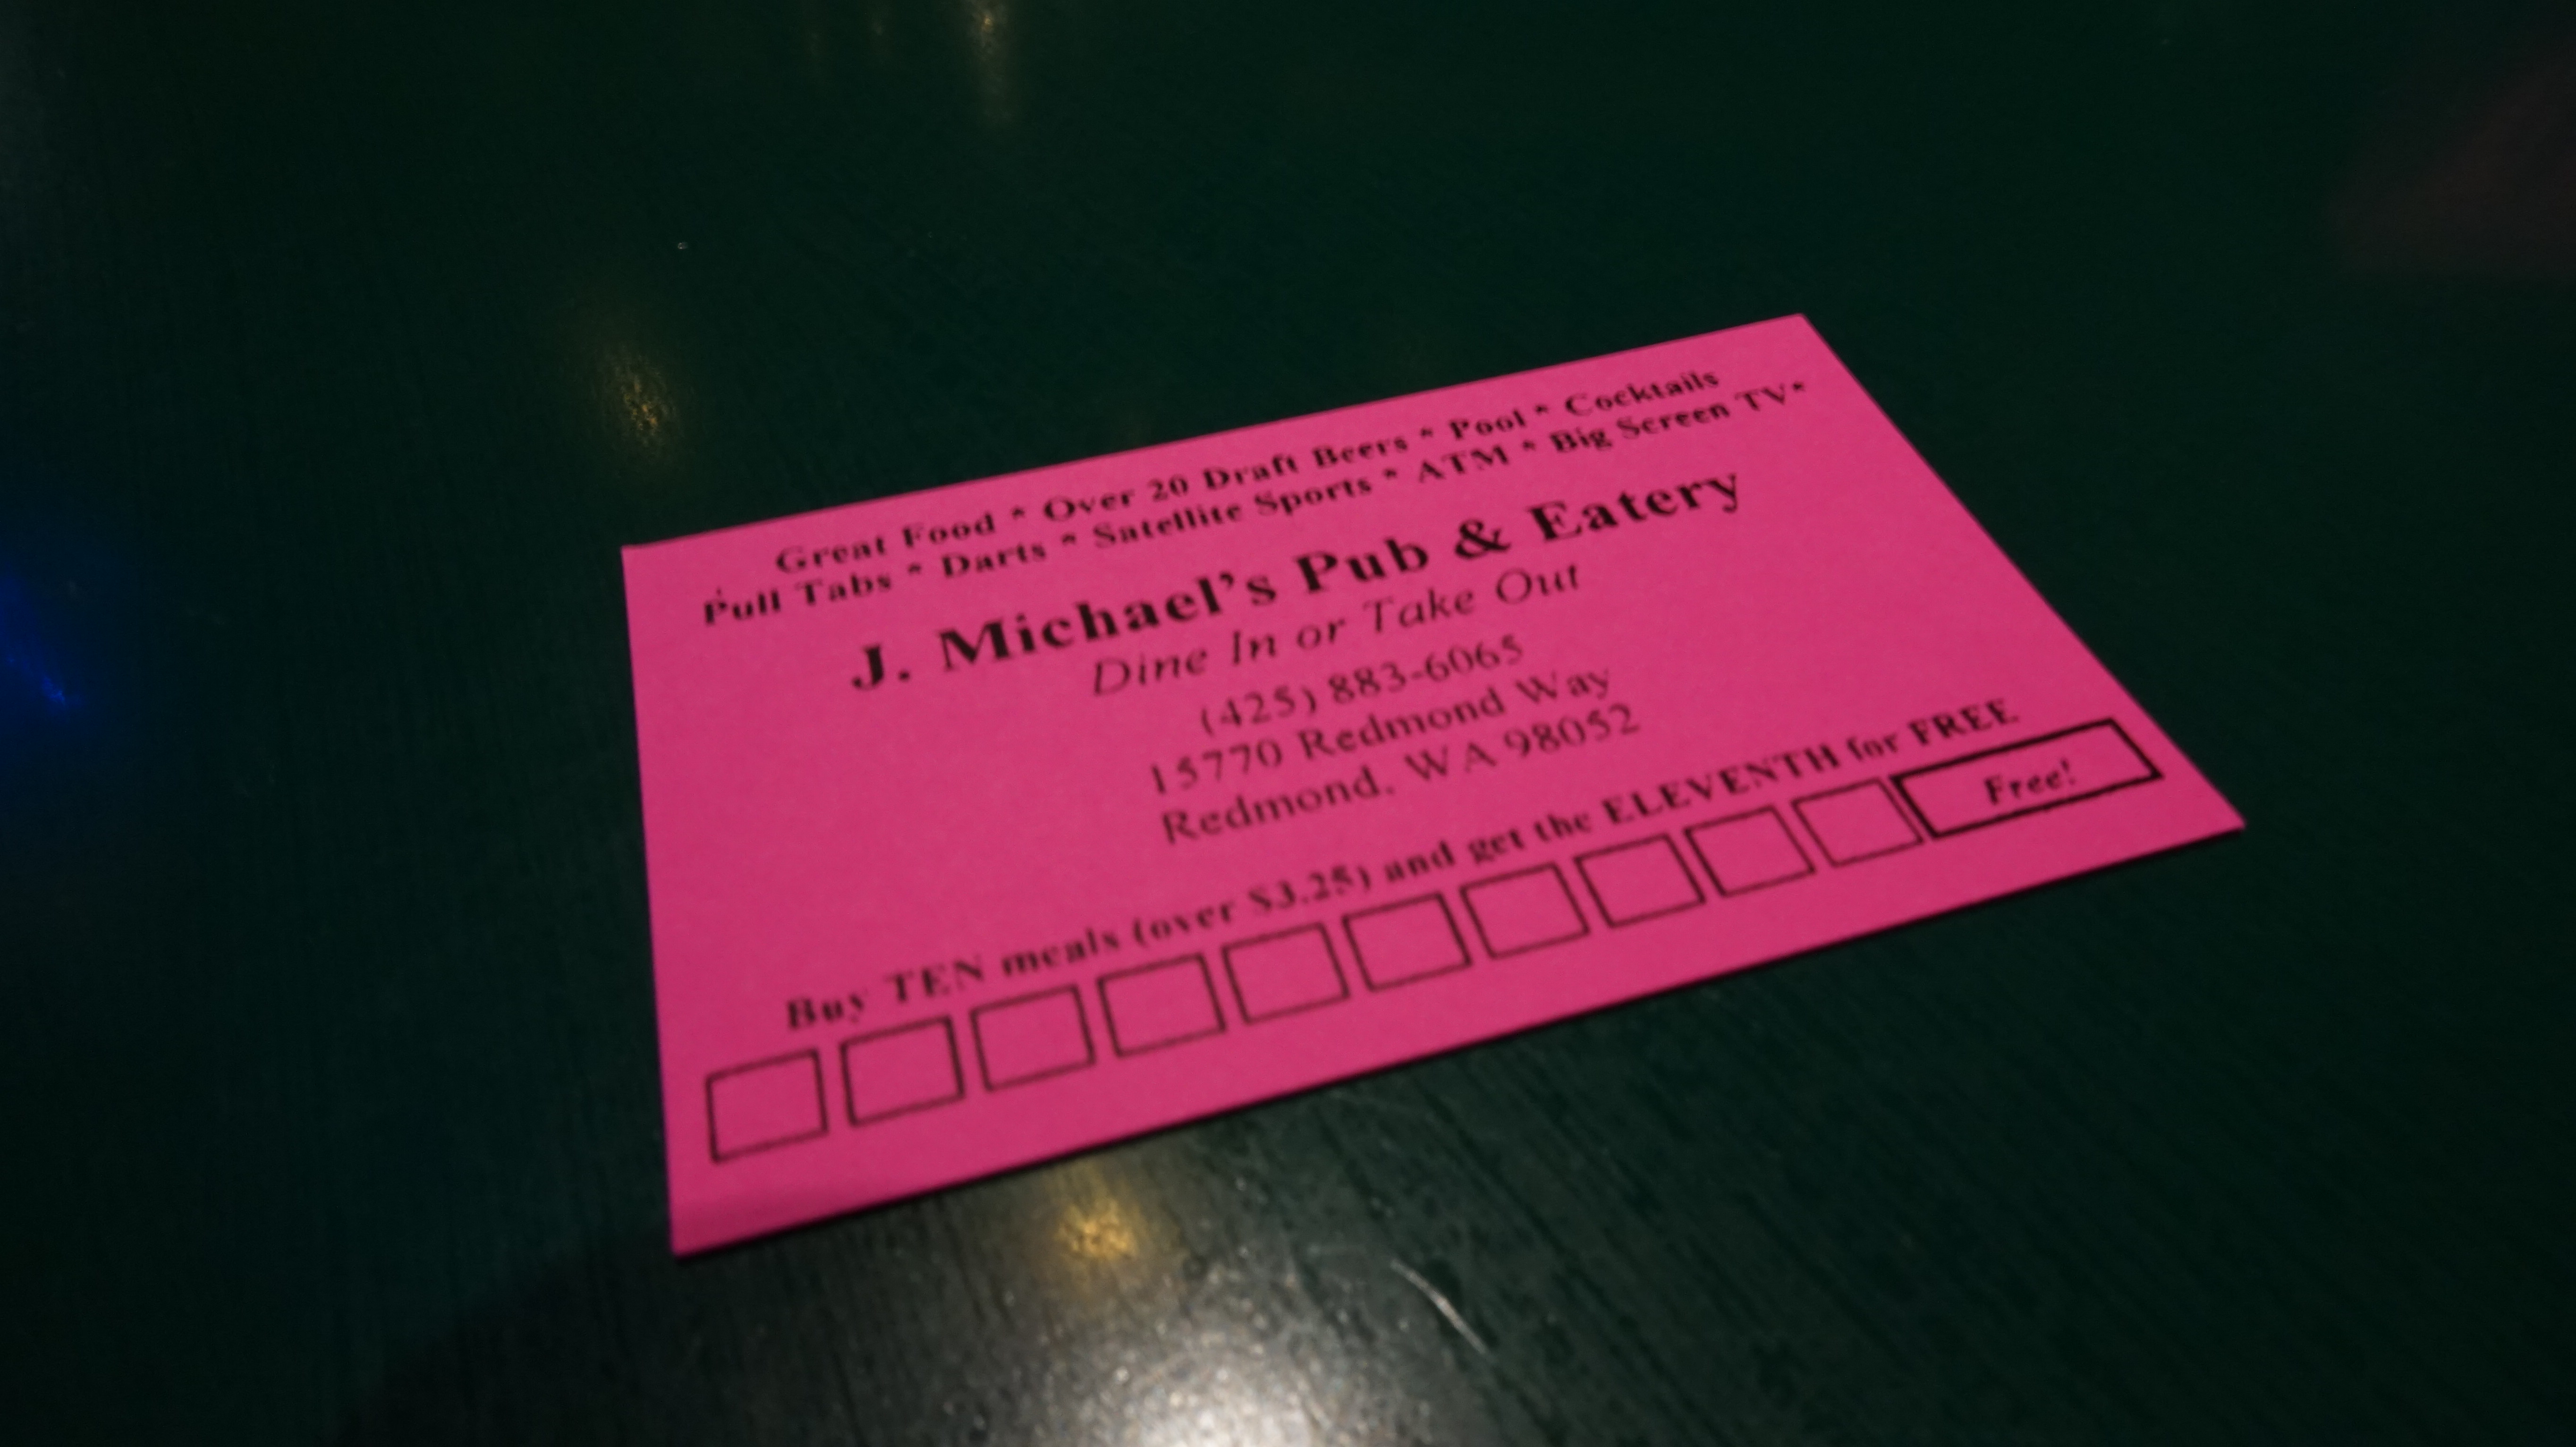 Great Food * Over 20 Draft Beers * Pool * Cocktails
Pull Tabs * Darts * Satellite Sports * ATM * Big Screen TV*
J. Michael's Pub & Eatery
Dine In or Take Out
(425) 883-6065
15770 Redmond Way
Redmond, WA 98052
Buy TEN meals (over $3.25) and get the ELEVENTH for FREE
Free!